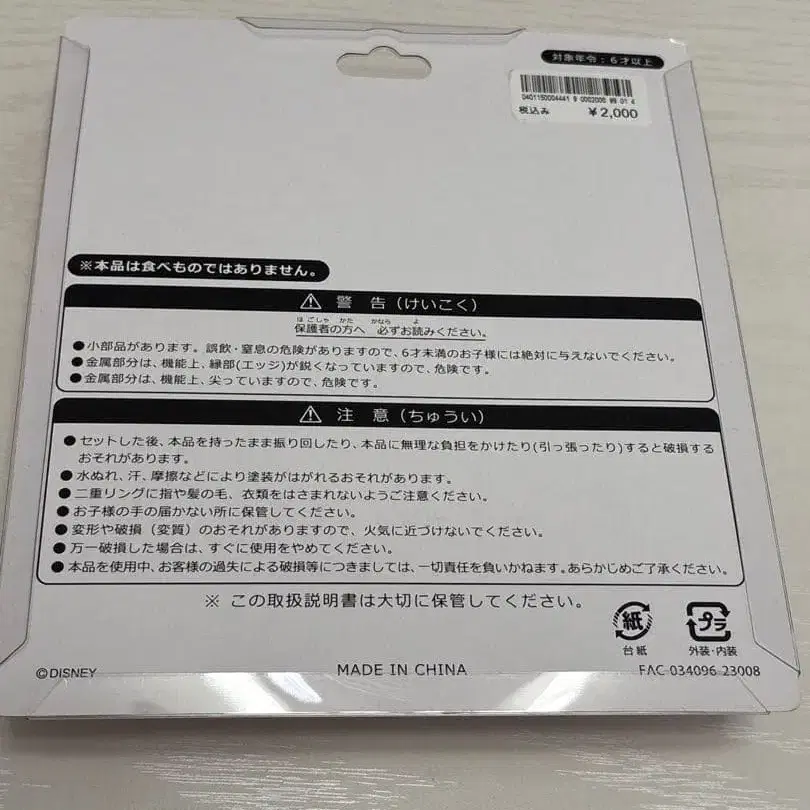 対象年令：6才以上
0401150004441 9 0002000 99 01 4
税込み ¥2,000
※本品は食べものではありません。
⚠ 警 告（けいこく）
ほごしゃ かた かなら よ
保護者の方へ 必ずお読みください。
●小部品があります。誤飲・窒息の危険がありますので、6才未満のお子様には絶対に与えないでください。
●金属部分は、機能上、縁部(エッジ)が鋭くなっていますので、危険です。
●金属部分は、機能上、尖っていますので、危険です。
⚠ 注 意（ちゅうい）
●セットした後、本品を持ったまま振り回したり、本品に無理な負担をかけたり(引っ張ったり)すると破損する
おそれがあります。
●水ぬれ、汗、摩擦などにより塗装がはがれるおそれがあります。
●二重リングに指や髪の毛、衣類をはさまれないようご注意ください。
●お子様の手の届かない所に保管してください。
●変形や破損（変質）のおそれがありますので、火気に近づけないでください。
●万一破損した場合は、すぐに使用をやめてください。
●本品を使用中、お客様の過失による破損等につきましては、一切責任を負いかねます。あらかじめご了承ください。
※ この取扱説明書は大切に保管してください。
紙 プラ
台紙 外装・内装
©DISNEY MADE IN CHINA FAC-034096-23008